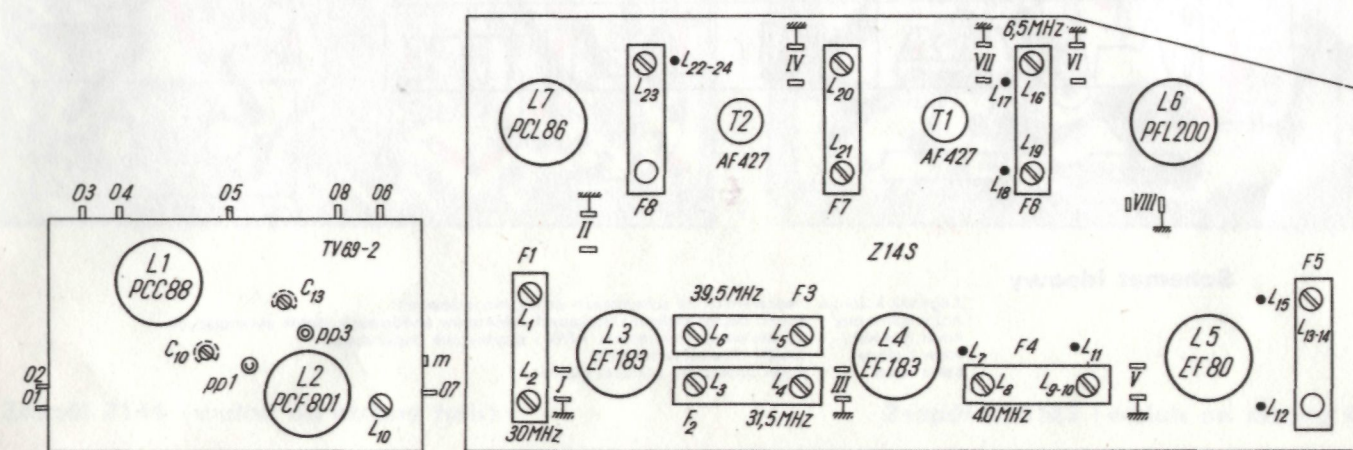 6,5MHz
IV
VII
VI
L22-24
L7
PCL86
L23
L20
L17
L16
L6
PFL200
T2
T1
AF427
AF427
L21
L19
L18
F8
F7
F6
VIII
03
04
05
08
06
II
TV69-2
Z14S
L1
PCC88
C13
F1
39,5MHz
F3
F5
L1
L3
EF183
L6
L5
L4
EF183
L5
EF80
L15
L13-14
pp3
C10
pp1
L2
PCF801
m
07
L7
F4
L11
02
01
L2
I
L3
L4
III
L8
L9-10
V
L12
L10
30MHz
F2
31,5MHz
40MHz
Schemat ideowy